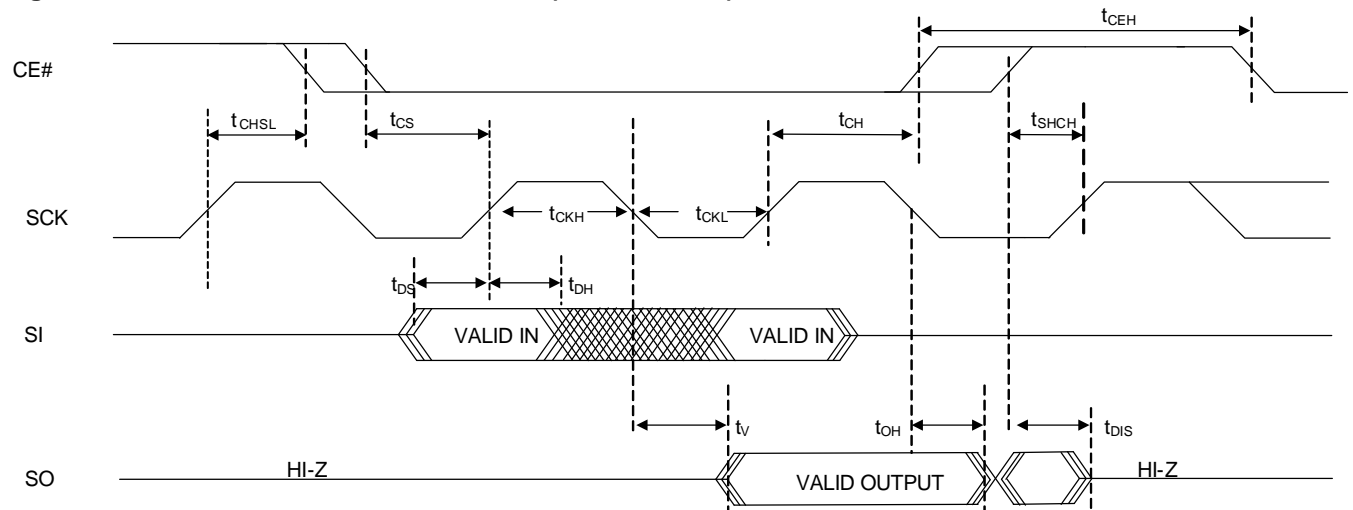 tCEH
CE#
tCHSL
tCS
tCH
tSHCH
SCK
tCKH
tCKL
tDS
tDH
SI
VALID IN
VALID IN
tV
tOH
tDIS
SO
HI-Z
VALID OUTPUT
HI-Z